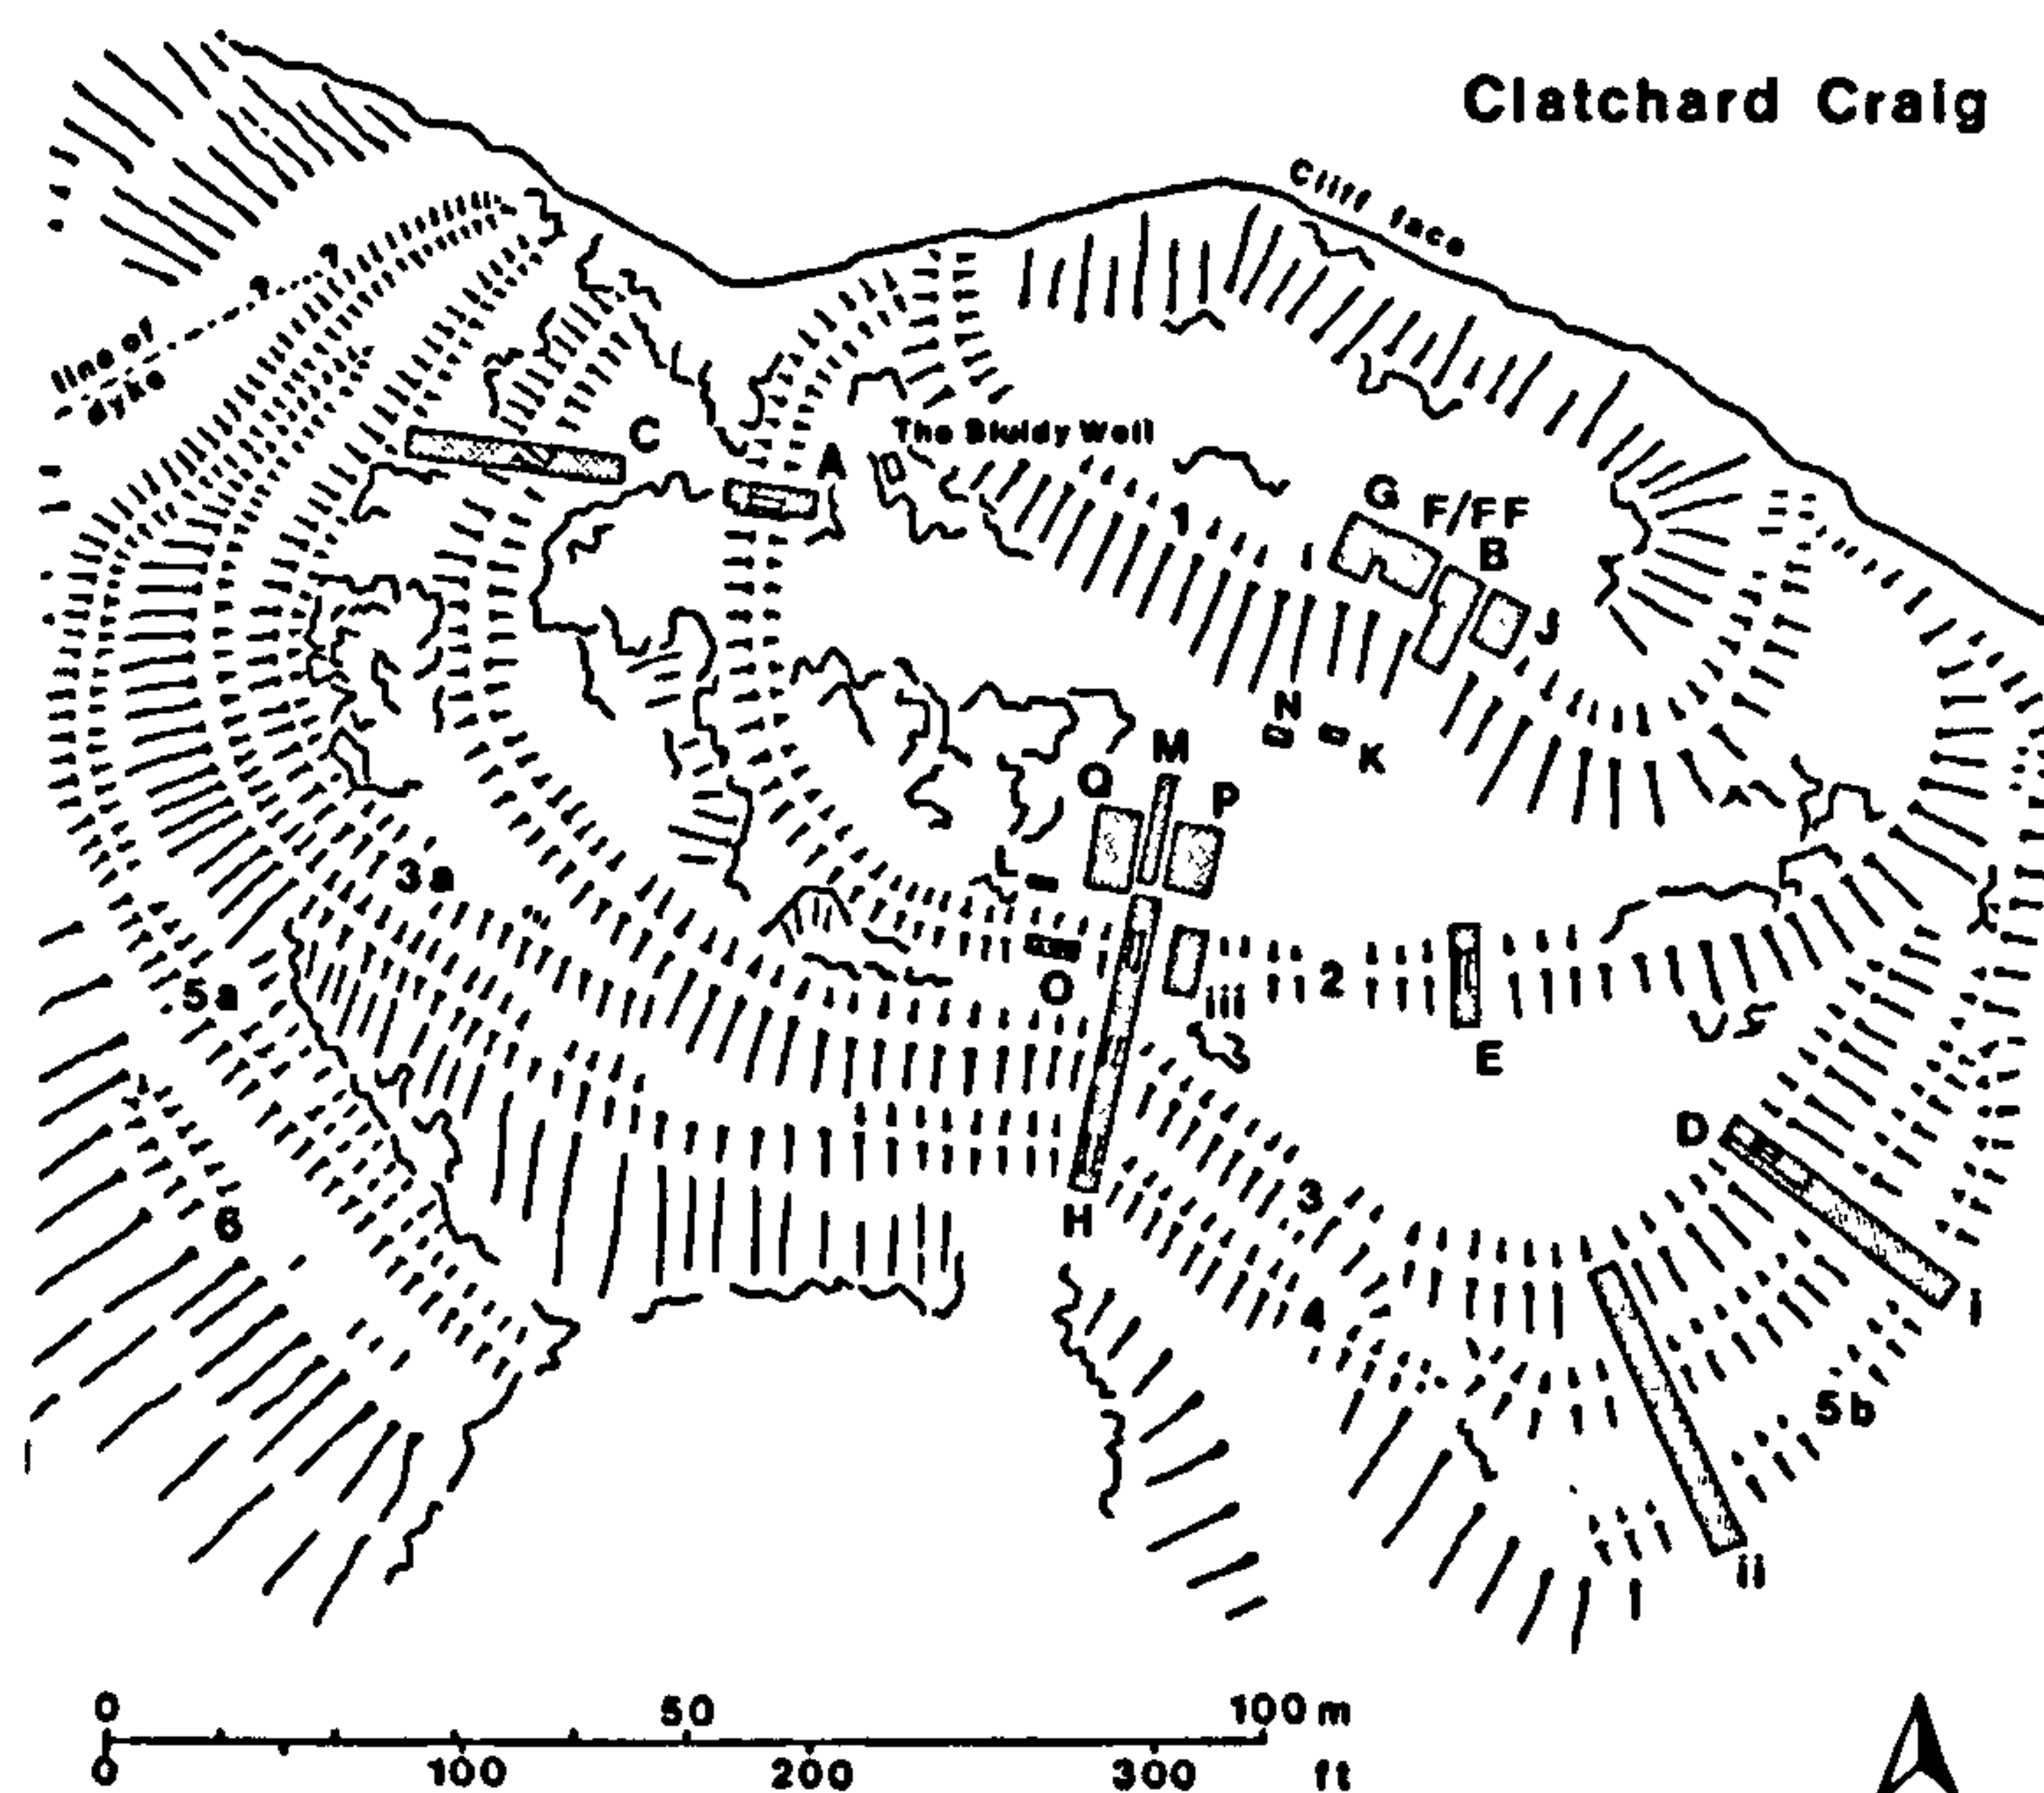 Clatchard Craig
Cliff face
?
?
line of
dyke
C
The Bluidy Well
A
1
G
F/FF
B
J
N
K
M
Q
P
L
3a
5a
O
iii
2
E
D
3
H
6
4
i
5b
ii
0 50 100 m
0 100 200 300 ft